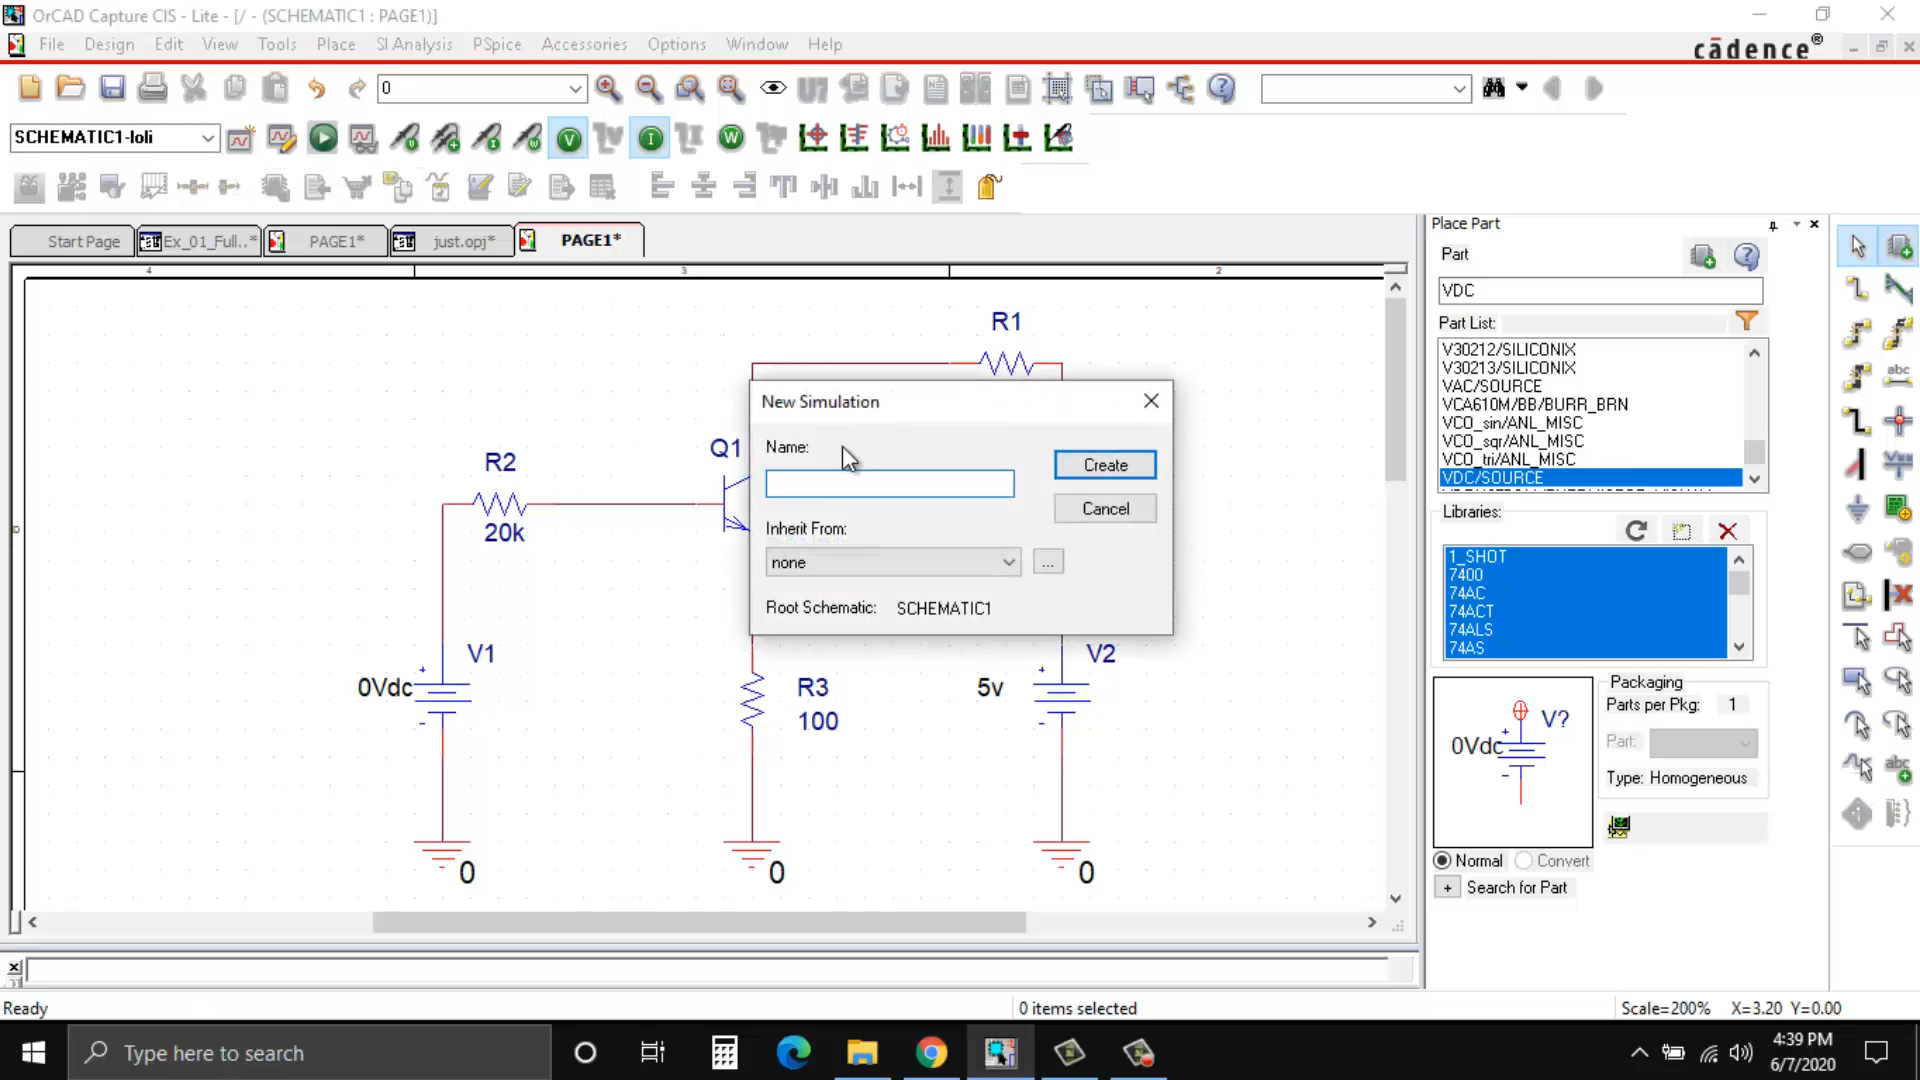 OrCAD Capture CIS - Lite - [/ - (SCHEMATIC1 : PAGE1)]
File Design Edit View Tools Place SI Analysis PSpice Accessories Options Window Help
cādence®
0
U?
SCHEMATIC1-loli
V
I
W
Start Page
Ex_01_Full..*
PAGE1*
just.opj*
PAGE1*
4
3
2
R1
Q1
R2
20k
V1
0Vdc
+
-
R3
100
V2
5v
+
-
0
0
0
New Simulation
Name:
Create
Cancel
Inherit From:
none
...
Root Schematic: SCHEMATIC1
Place Part
Part
VDC
Part List:
V30212/SILICONIX
V30213/SILICONIX
VAC/SOURCE
VCA610M/BB/BURR_BRN
VCO_sin/ANL_MISC
VCO_sqr/ANL_MISC
VCO_tri/ANL_MISC
VDC/SOURCE
Libraries:
1_SHOT
7400
74AC
74ACT
74ALS
74AS
V?
0Vdc
+
-
Packaging
Parts per Pkg: 1
Part:
Type: Homogeneous
Normal Convert
+ Search for Part
abc
abc
Ready
0 items selected
Scale=200% X=3.20 Y=0.00
Type here to search
4:39 PM
6/7/2020